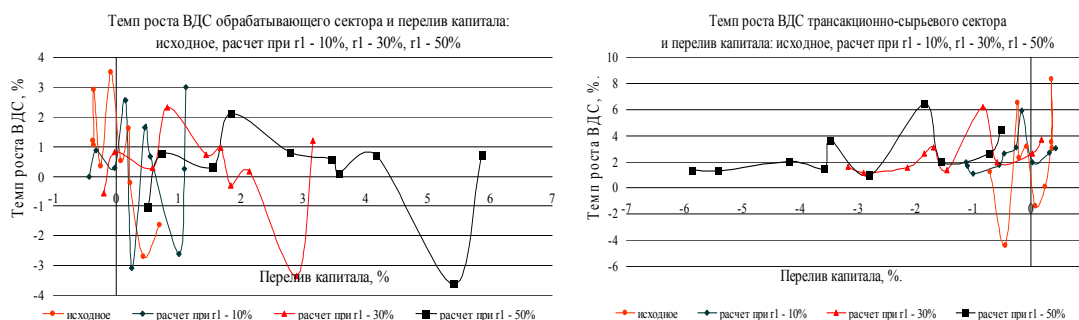 Темп роста ВДС обрабатывающего сектора и перелив капитала:
исходное, расчет при r1 - 10%, r1 - 30%, r1 - 50%
Темп роста ВДС, %
4
3
2
1
0
-1
-2
-3
-4
-1 0 1 2 3 4 5 6 7
Перелив капитала, %
исходное расчет при r1 - 10% расчет при r1 - 30% расчет при r1 - 50%
Темп роста ВДС трансакционно-сырьевого сектора
и перелив капитала: исходное, расчет при r1 - 10%, r1 - 30%, r1 - 50%
Темп роста ВДС, %.
10
8
6
4
2
0
-2
-4
-6
-7 -6 -5 -4 -3 -2 -1 0 1
Перелив капитала, %.
исходное расчет при r1 - 10% расчет при r1 - 30% расчет при r1 - 50%